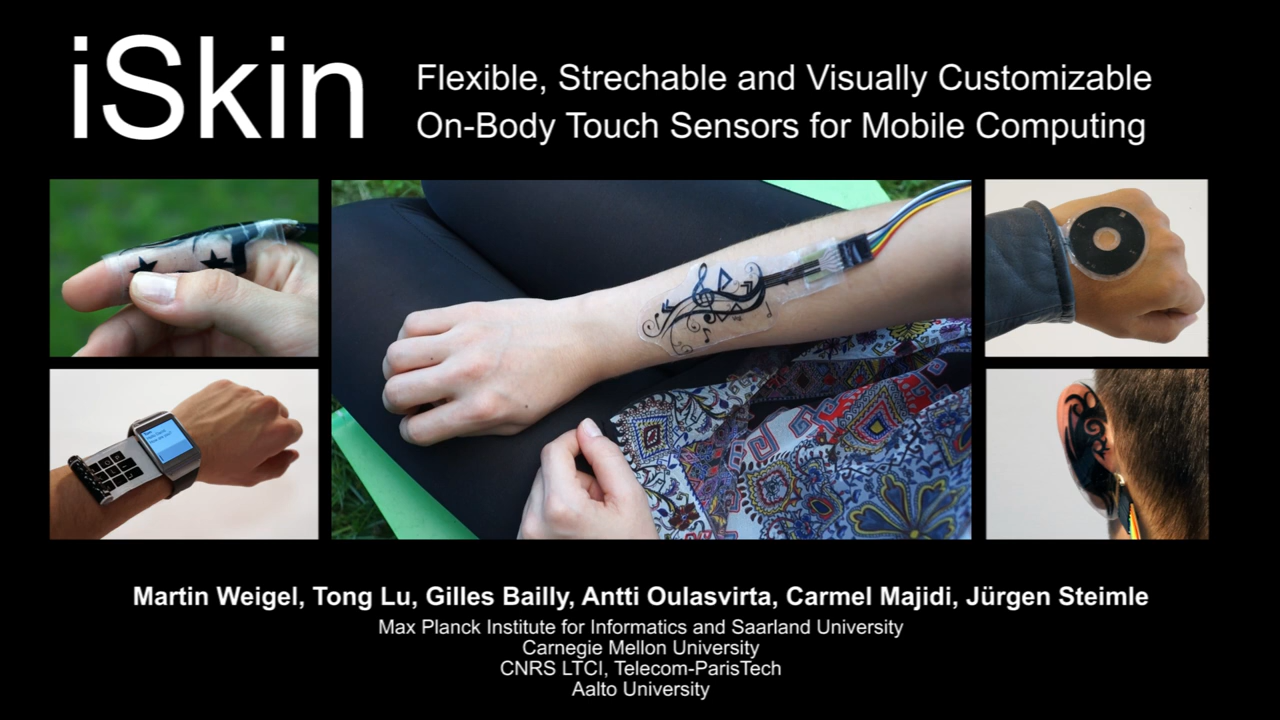 iSkin
Flexible, Strechable and Visually Customizable
On-Body Touch Sensors for Mobile Computing
Martin Weigel, Tong Lu, Gilles Bailly, Antti Oulasvirta, Carmel Majidi, Jürgen Steimle
Max Planck Institute for Informatics and Saarland University
Carnegie Mellon University
CNRS LTCI, Telecom-ParisTech
Aalto University